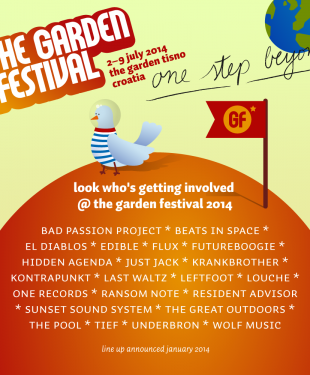 THE GARDEN
FESTIVAL
2–9 july 2014
the garden tisno
croatia
one step beyon
GF
look who's getting involved
@ the garden festival 2014
BAD PASSION PROJECT * BEATS IN SPACE *
EL DIABLOS * EDIBLE * FLUX * FUTUREBOOGIE *
HIDDEN AGENDA * JUST JACK * KRANKBROTHER *
KONTRAPUNKT * LAST WALTZ * LEFTFOOT * LOUCHE *
ONE RECORDS * RANSOM NOTE * RESIDENT ADVISOR
* SUNSET SOUND SYSTEM * THE GREAT OUTDOORS *
THE POOL * TIEF * UNDERBRON * WOLF MUSIC
line up announced january 2014